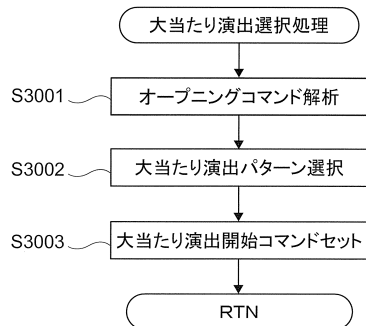 大当たり演出選択処理
S3001
オープニングコマンド解析
S3002
大当たり演出パターン選択
S3003
大当たり演出開始コマンドセット
RTN